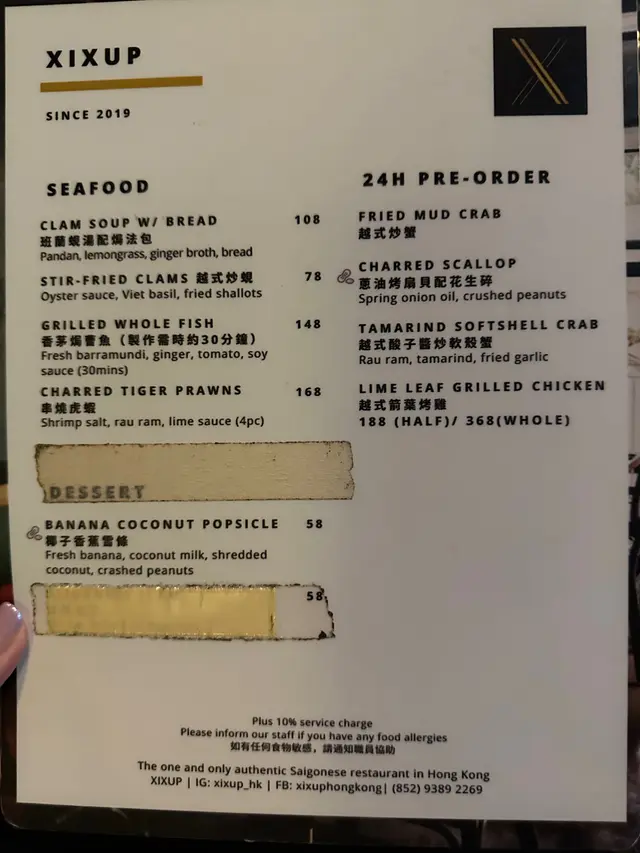 XIXUP
SINCE 2019
SEAFOOD
CLAM SOUP W/ BREAD 108
班蘭蜆湯配焗法包
Pandan, lemongrass, ginger broth, bread
STIR-FRIED CLAMS 越式炒蜆 78
Oyster sauce, Viet basil, fried shallots
GRILLED WHOLE FISH 148
香茅焗曹魚（製作需時約30分鐘）
Fresh barramundi, ginger, tomato, soy
sauce (30mins)
CHARRED TIGER PRAWNS 168
串燒虎蝦
Shrimp salt, rau ram, lime sauce (4pc)
DESSERT
BANANA COCONUT POPSICLE 58
椰子香蕉雪條
Fresh banana, coconut milk, shredded
coconut, crashed peanuts
58
24H PRE-ORDER
FRIED MUD CRAB
越式炒蟹
CHARRED SCALLOP
蔥油烤扇貝配花生碎
Spring onion oil, crushed peanuts
TAMARIND SOFTSHELL CRAB
越式酸子醬炒軟殼蟹
Rau ram, tamarind, fried garlic
LIME LEAF GRILLED CHICKEN
越式箭葉烤雞
188 (HALF)/ 368(WHOLE)
Plus 10% service charge
Please inform our staff if you have any food allergies
如有任何食物敏感，請通知職員協助
The one and only authentic Saigonese restaurant in Hong Kong
XIXUP | IG: xixup_hk | FB: xixuphongkong| (852) 9389 2269